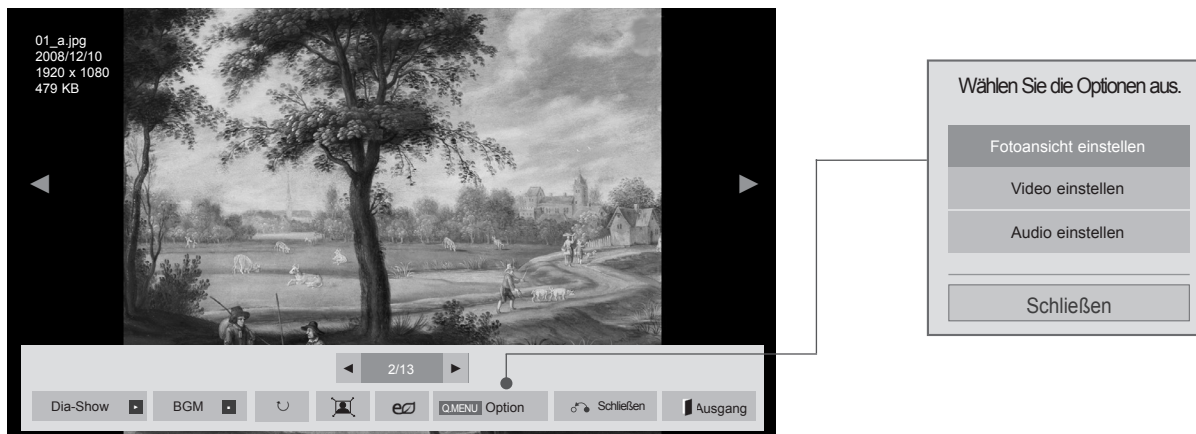 01_a.jpg
2008/12/10
1920 x 1080
479 KB
Wählen Sie die Optionen aus.
Fotoansicht einstellen
Video einstellen
Audio einstellen
Schließen
2/13
Dia-Show BGM Q.MENU Option Schließen Ausgang